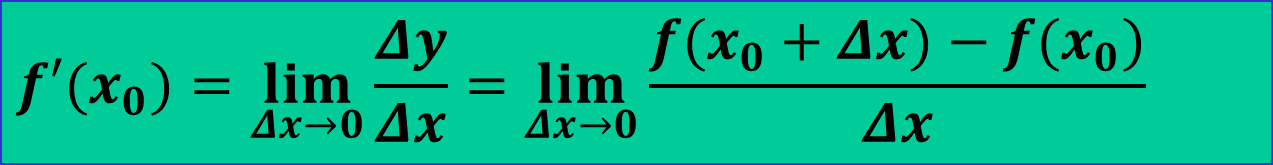 f′(x₀) = lim_{Δx→0} Δy/Δx = lim_{Δx→0} (f(x₀ + Δx) − f(x₀))/Δx